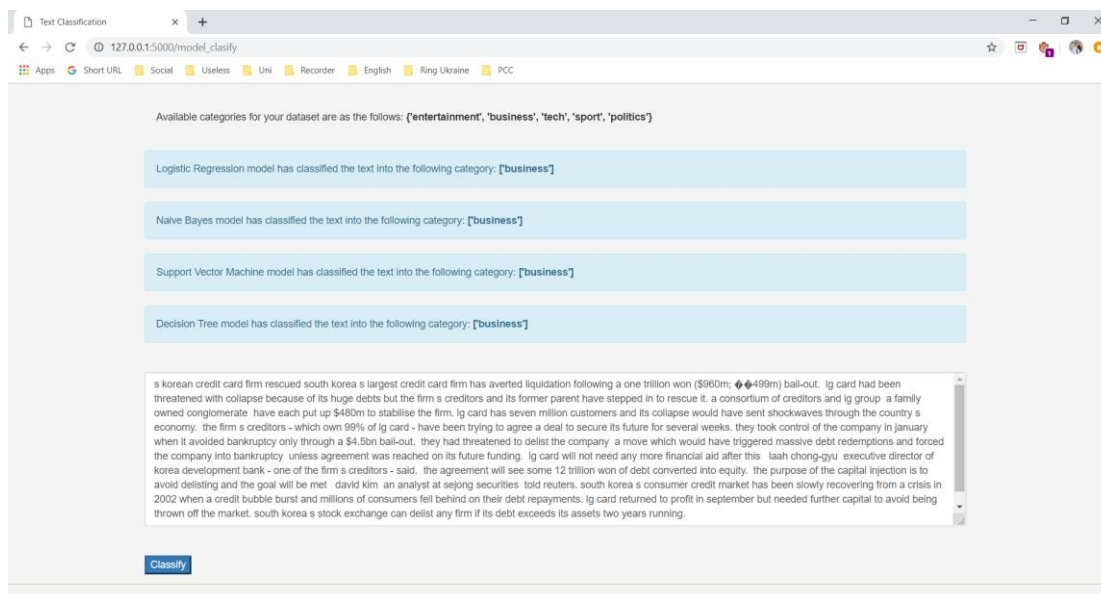 Text Classification
127.0.0.1:5000/model_clasify
Apps Short URL Social Useless Uni Recorder English Ring Ukraine PCC
Available categories for your dataset are as the follows: {'entertainment', 'business', 'tech', 'sport', 'politics'}
Logistic Regression model has classified the text into the following category: ['business']
Naive Bayes model has classified the text into the following category: ['business']
Support Vector Machine model has classified the text into the following category: ['business']
Decision Tree model has classified the text into the following category: ['business']
s korean credit card firm rescued south korea s largest credit card firm has averted liquidation following a one trillion won ($960m; ��499m) bail-out. lg card had been
threatened with collapse because of its huge debts but the firm s creditors and its former parent have stepped in to rescue it. a consortium of creditors and lg group a family
owned conglomerate have each put up $480m to stabilise the firm. lg card has seven million customers and its collapse would have sent shockwaves through the country s
economy. the firm s creditors - which own 99% of lg card - have been trying to agree a deal to secure its future for several weeks. they took control of the company in january
when it avoided bankruptcy only through a $4.5bn bail-out. they had threatened to delist the company a move which would have triggered massive debt redemptions and forced
the company into bankruptcy unless agreement was reached on its future funding. lg card will not need any more financial aid after this laah chong-gyu executive director of
korea development bank - one of the firm s creditors - said. the agreement will see some 12 trillion won of debt converted into equity. the purpose of the capital injection is to
avoid delisting and the goal will be met david kim an analyst at sejong securities told reuters. south korea s consumer credit market has been slowly recovering from a crisis in
2002 when a credit bubble burst and millions of consumers fell behind on their debt repayments. lg card returned to profit in september but needed further capital to avoid being
thrown off the market. south korea s stock exchange can delist any firm if its debt exceeds its assets two years running.
Classify